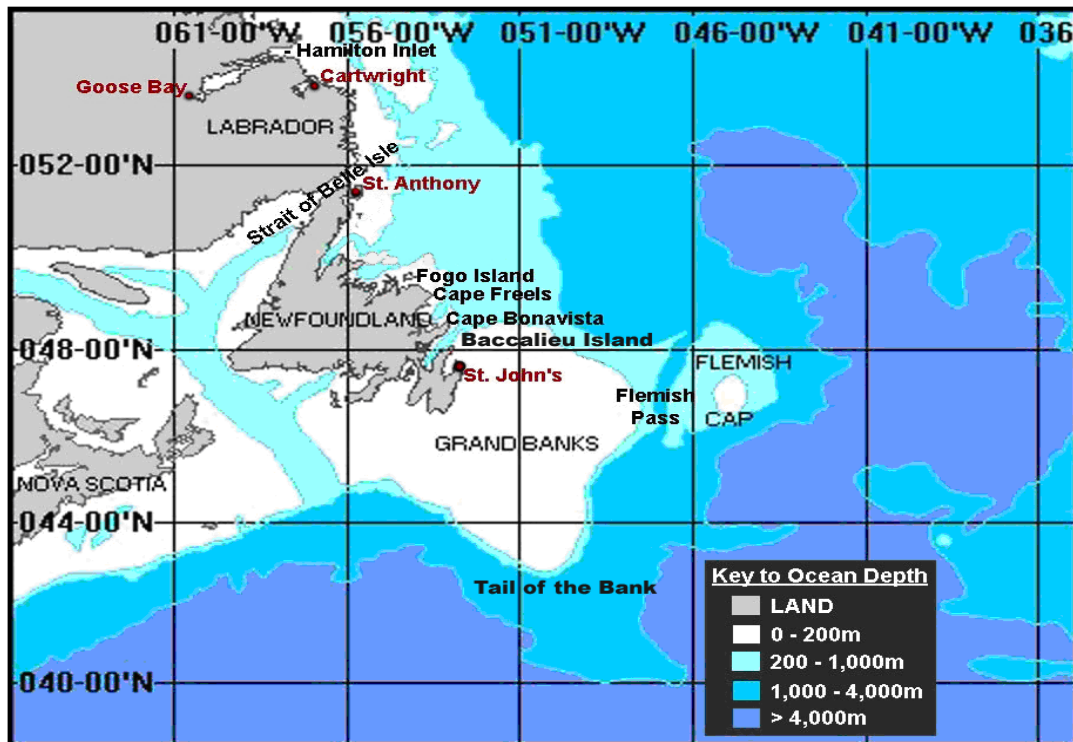 061-00'W 056-00'W 051-00'W 046-00'W 041-00'W 036
Hamilton Inlet
Cartwright
Goose Bay
LABRADOR
052-00'N
St. Anthony
Strait of Belle Isle
Fogo Island
Cape Freels
NEWFOUNDLAND
Cape Bonavista
Baccalieu Island
048-00'N
FLEMISH
CAP
St. John's
Flemish
Pass
GRAND BANKS
NOVA SCOTIA
044-00'N
Tail of the Bank
040-00'N
Key to Ocean Depth
LAND
0 - 200m
200 - 1,000m
1,000 - 4,000m
> 4,000m